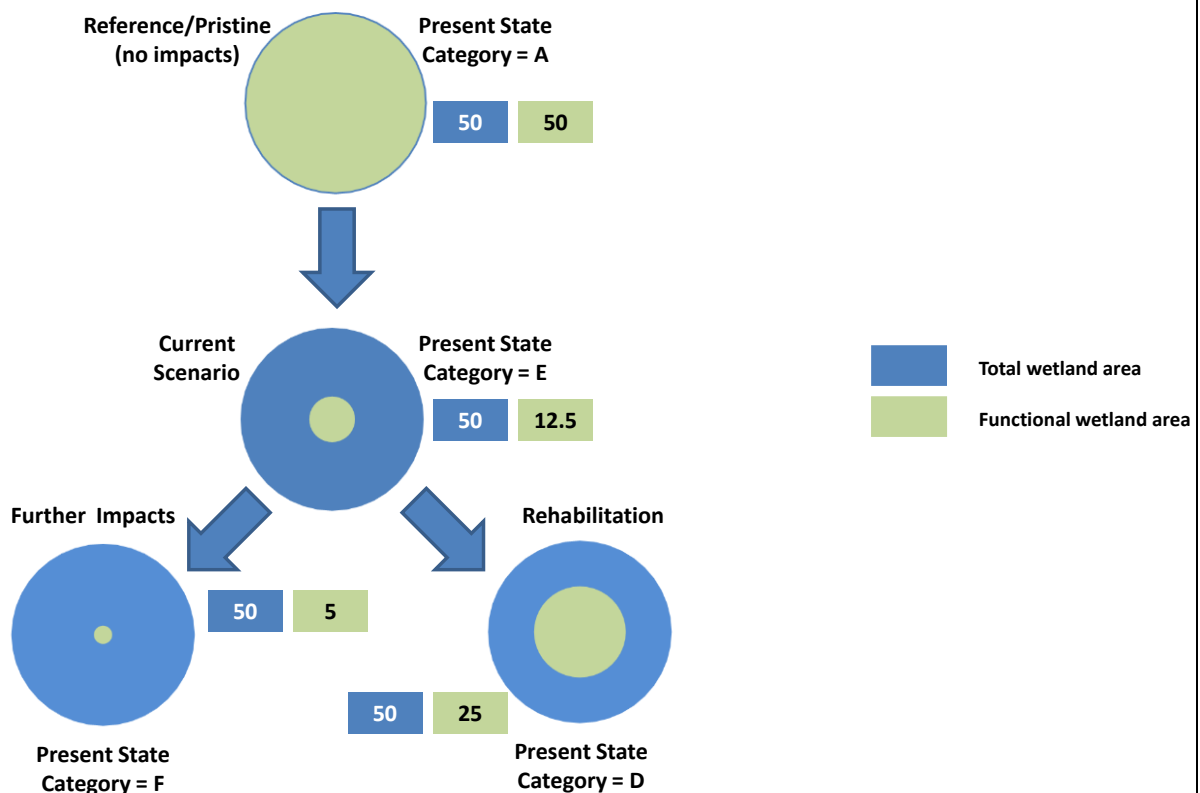 Reference/Pristine
(no impacts)
Present State
Category = A
50
50
Current
Scenario
Present State
Category = E
50
12.5
Total wetland area
Functional wetland area
Further Impacts
Rehabilitation
50
5
50
25
Present State
Category = F
Present State
Category = D